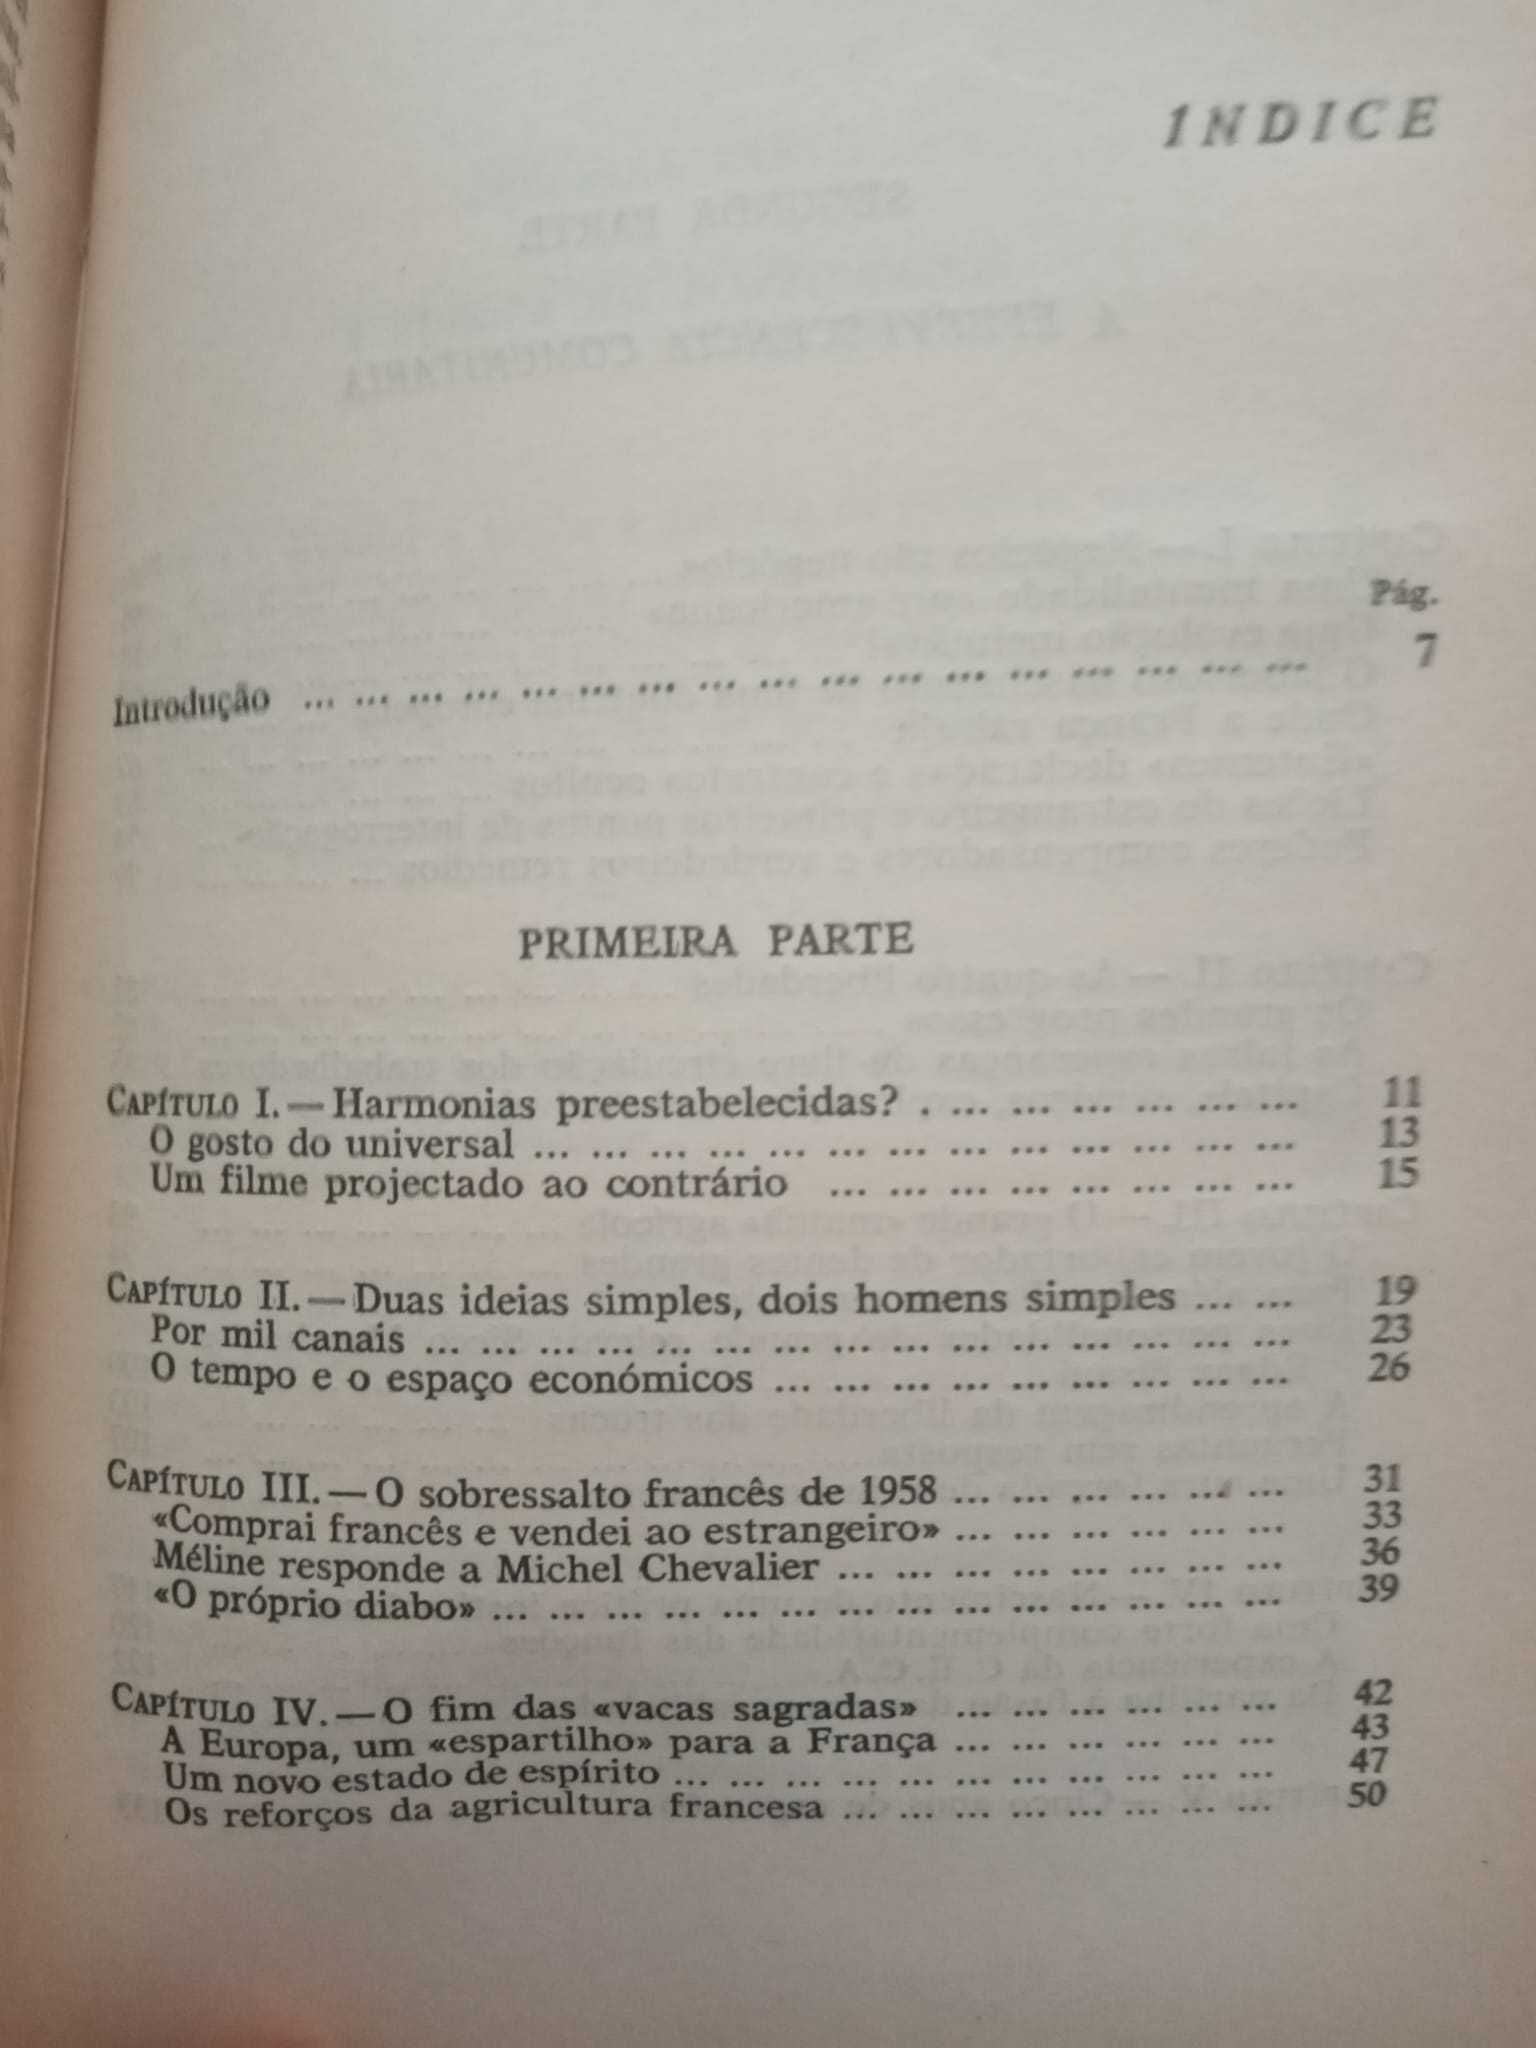 INDICE
Pág.
Introdução ... ... ... ... ... ... ... ... ... ... ... ... ... ... ... ... ... 7
PRIMEIRA PARTE
CAPÍTULO I. — Harmonias preestabelecidas? . ... ... ... ... ... ... 11
O gosto do universal ... ... ... ... ... ... ... ... ... ... ... ... ... 13
Um filme projectado ao contrário ... ... ... ... ... ... ... ... 15
CAPÍTULO II. — Duas ideias simples, dois homens simples ... ... 19
Por mil canais ... ... ... ... ... ... ... ... ... ... ... ... ... ... ... 23
O tempo e o espaço económicos ... ... ... ... ... ... ... ... ... 26
CAPÍTULO III. — O sobressalto francês de 1958 ... ... ... ... ... ... 31
«Comprai francês e vendei ao estrangeiro» ... ... ... ... ... ... 33
Méline responde a Michel Chevalier ... ... ... ... ... ... ... ... 36
«O próprio diabo» ... ... ... ... ... ... ... ... ... ... ... ... ... ... 39
CAPÍTULO IV. — O fim das «vacas sagradas» ... ... ... ... ... ... 42
A Europa, um «espartilho» para a França ... ... ... ... ... ... 43
Um novo estado de espírito ... ... ... ... ... ... ... ... ... ... ... 47
Os reforços da agricultura francesa ... ... ... ... ... ... ... ... 50